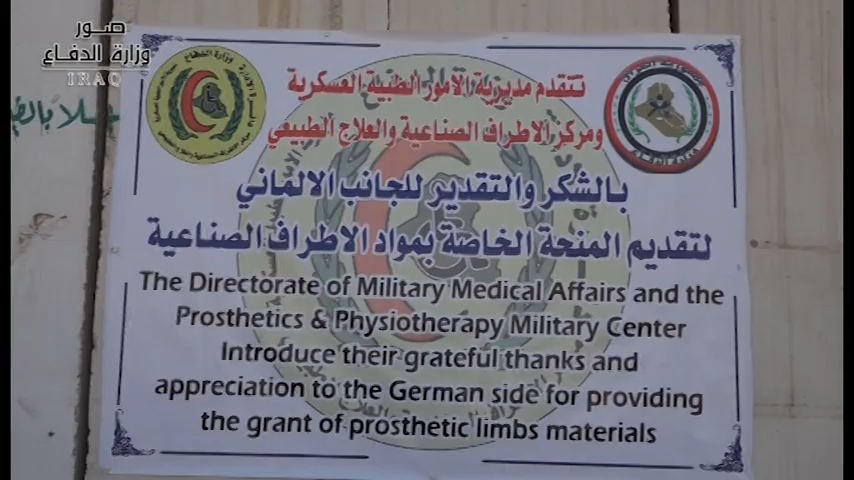 صور
وزارة الدفاع
IRAQ
تتقدم مديرية الامور الطبية العسكرية
ومركز الاطراف الصناعية والعلاج الطبيعي
بالشكر والتقدير للجانب الالماني
لتقديم المنحة الخاصة بمواد الاطراف الصناعية
The Directorate of Military Medical Affairs and the
Prosthetics & Physiotherapy Military Center
Introduce their grateful thanks and
appreciation to the German side for providing
the grant of prosthetic limbs materials